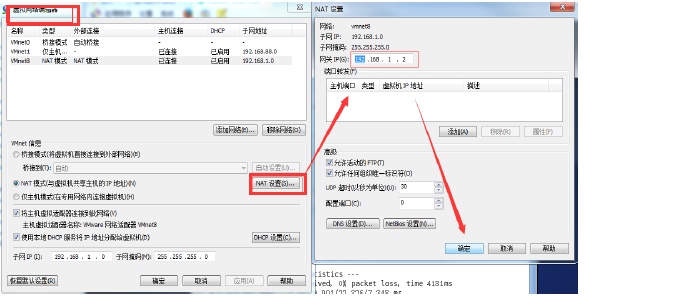 虚拟网络编辑器
名称 类型 外部连接 主机连接 DHCP 子网地址
VMnet0 桥接模式 自动桥接 - - -
VMnet1 仅主机... - 已连接 已启用 192.168.88.0
VMnet8 NAT 模式 NAT 模式 已连接 已启用 192.168.1.0
添加网络(E)... 移除网络(O)
VMnet 信息
桥接模式(将虚拟机直接连接到外部网络)(B)
桥接到(T): 自动 自动设置(U)...
NAT 模式(与虚拟机共享主机的 IP 地址)(N) NAT 设置(S)...
仅主机模式(在专用网络内连接虚拟机)(H)
将主机虚拟适配器连接到此网络(V)
主机虚拟适配器名称: VMware 网络适配器 VMnet8
使用本地 DHCP 服务将 IP 地址分配给虚拟机(D) DHCP 设置(C)...
子网 IP (I): 192 . 168 . 1 . 0 子网掩码(M): 255 . 255 . 255 . 0
恢复默认设置(R) 确定 取消 应用(A) 帮助
NAT 设置
网络: vmnet8
子网 IP: 192.168.1.0
子网掩码: 255.255.255.0
网关 IP(G): 192 . 168 . 1 . 2
端口转发(F)
主机端口 类型 虚拟机 IP 地址 描述
添加(A)... 移除(R) 属性(P)
高级
允许活动的 FTP(T)
允许任何组织唯一标识符(O)
UDP 超时(以秒为单位)(U): 30
配置端口(C): 0
DNS 设置(D)... NetBios 设置(N)...
确定 取消 帮助
tistics ---
eived, 0% packet loss, time 4181ms